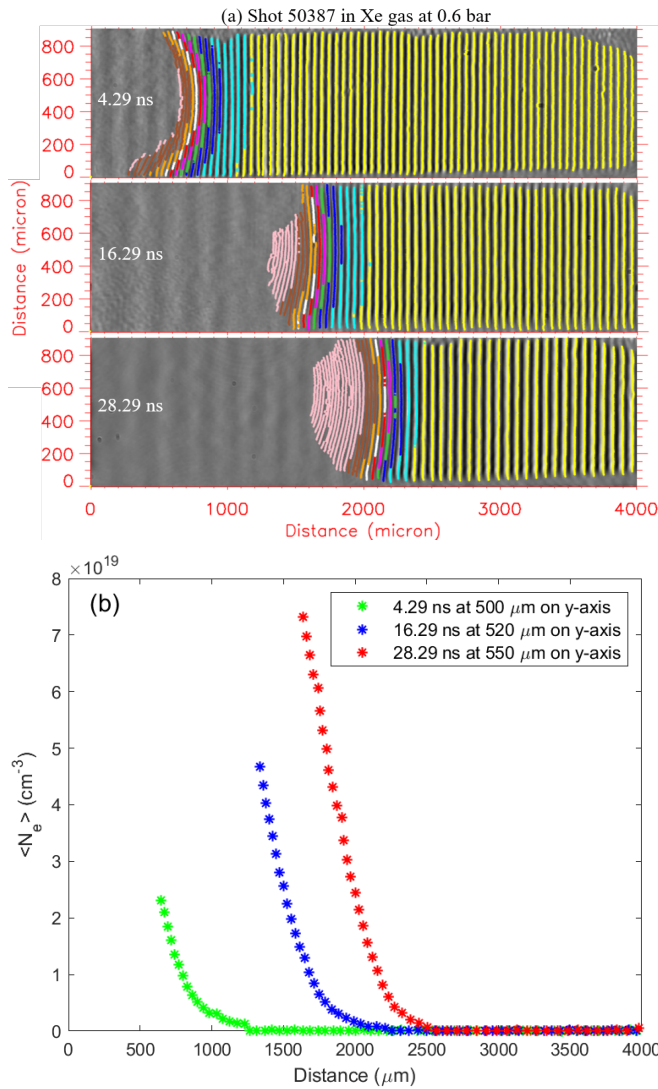 (a) Shot 50387 in Xe gas at 0.6 bar
800
600
400
200
0
4.29 ns
800
600
400
200
0
16.29 ns
800
600
400
200
0
28.29 ns
Distance (micron)
0 1000 2000 3000 4000
Distance (micron)
(b)
× 10^19
4.29 ns at 500 μm on y-axis
16.29 ns at 520 μm on y-axis
28.29 ns at 550 μm on y-axis
8
7
6
5
4
3
2
1
0
<N_e> (cm^-3)
0 500 1000 1500 2000 2500 3000 3500 4000
Distance (μm)